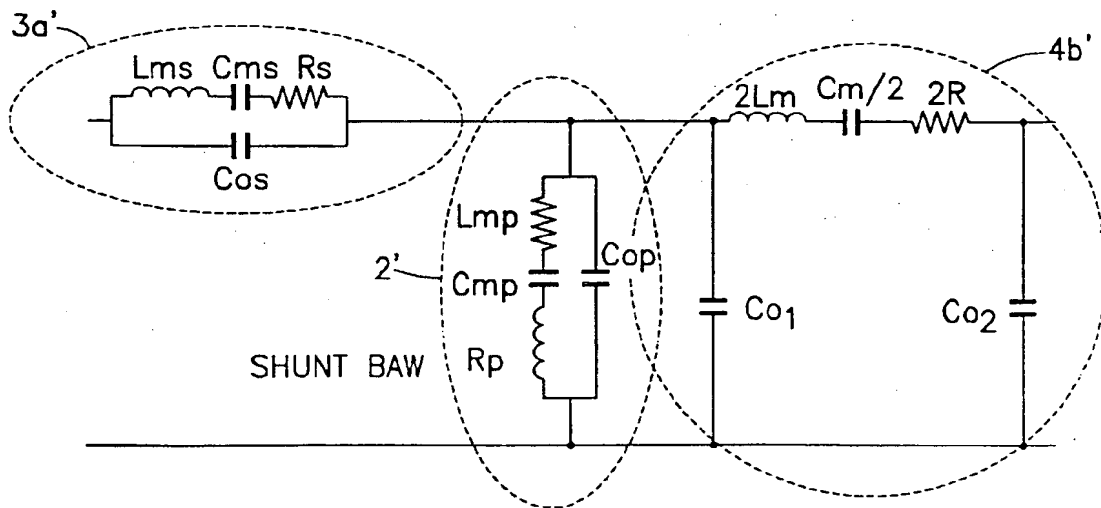 3a'
4b'
Lms Cms Rs
2Lm Cm/2 2R
Cos
Lmp
Cop
2'
Cmp
Co1
Co2
SHUNT BAW
Rp